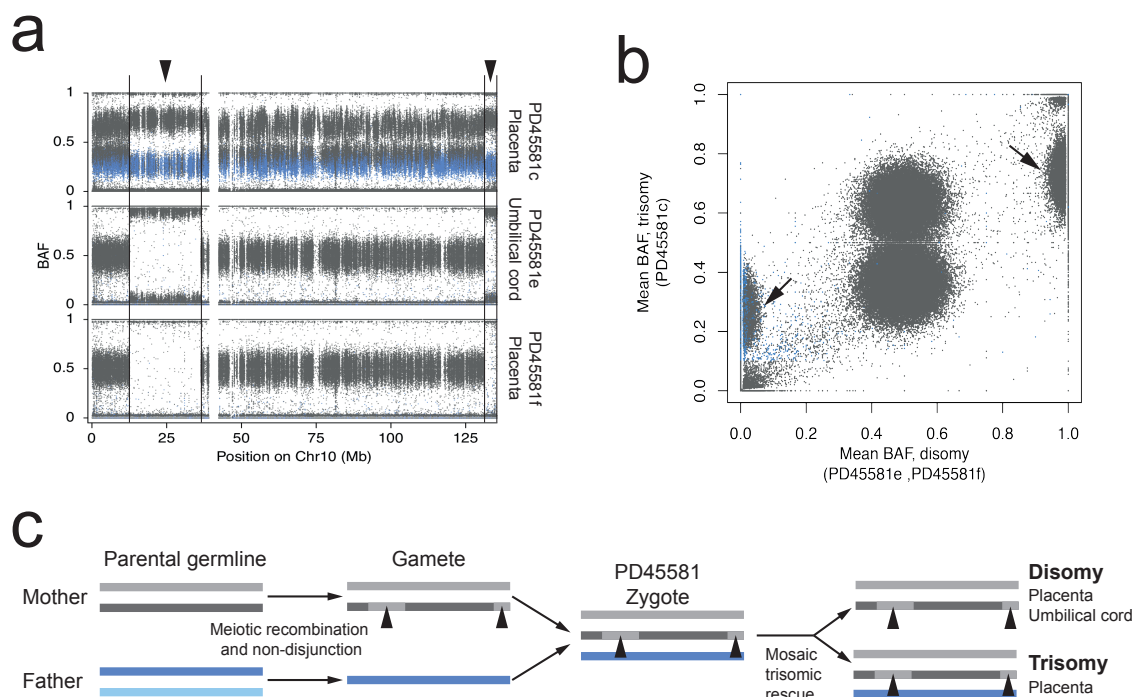 a
1
0.5
0
1
0.5
0
1
0.5
0
BAF
PD45581c
Placenta
PD45581e
Umbilical cord
PD45581f
Placenta
0
25
50
75
100
125
Position on Chr10 (Mb)
b
Mean BAF, trisomy
(PD45581c)
1.0
0.8
0.6
0.4
0.2
0.0
0.0
0.2
0.4
0.6
0.8
1.0
Mean BAF, disomy
(PD45581e ,PD45581f)
c
Parental germline
Gamete
PD45581
Zygote
Disomy
Placenta
Umbilical cord
Mother
Meiotic recombination
and non-disjunction
Father
Mosaic
trisomic
rescue
Trisomy
Placenta